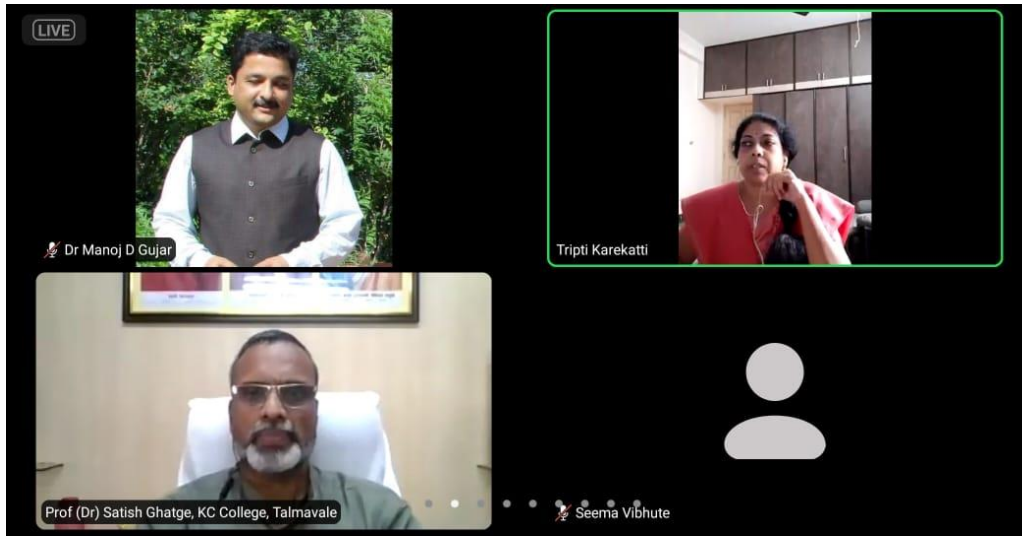 LIVE
Dr Manoj D Gujar
Tripti Karekatti
Prof (Dr) Satish Ghatge, KC College, Talmavale
Seema Vibhute